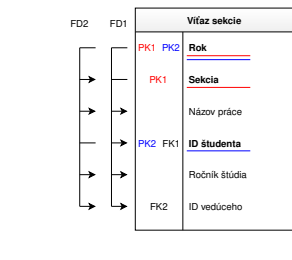 FD2 FD1 Víťaz sekcie
PK1 PK2 Rok
PK1 Sekcia
Názov práce
PK2 FK1 ID študenta
Ročník štúdia
FK2 ID vedúceho